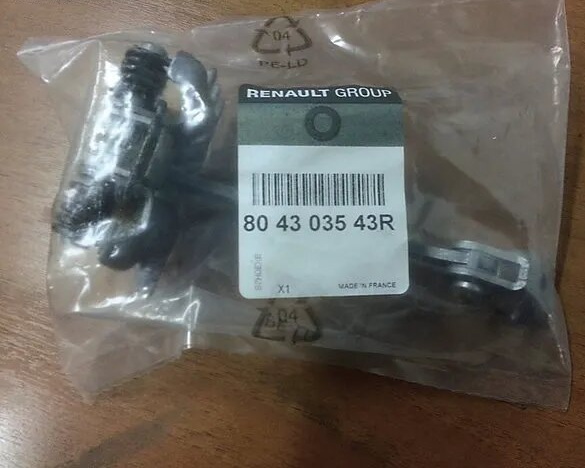 04
PE-LD
RENAULT GROUP
80 43 035 43R
X1
MADE IN FRANCE
04